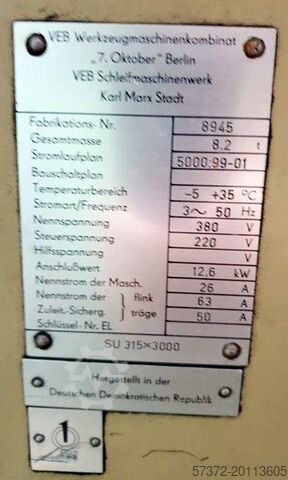 VEB Werkzeugmaschinenkombinat
„7. Oktober" Berlin
VEB Schleifmaschinenwerk
Karl Marx Stadt
Fabrikations-Nr. 8945
Gesamtmasse 8.2 t
Stromlaufplan 5000:99-01
Bauschaltplan
Temperaturbereich -5 +35 °C
Stromart/Frequenz 3~ 50 Hz
Nennspannung 380 V
Steuerspannung 220 V
Hilfsspannung V
Anschlußwert 12,6 kW
Nennstrom der Masch. 26 A
Nennstrom der } flink 63 A
Zuleit.-Sicherg. } träge 50 A
Schlüssel-Nr. EL
SU 315×3000
Hergestellt in der
Deutschen Demokratischen Republik
1
57372-20113605